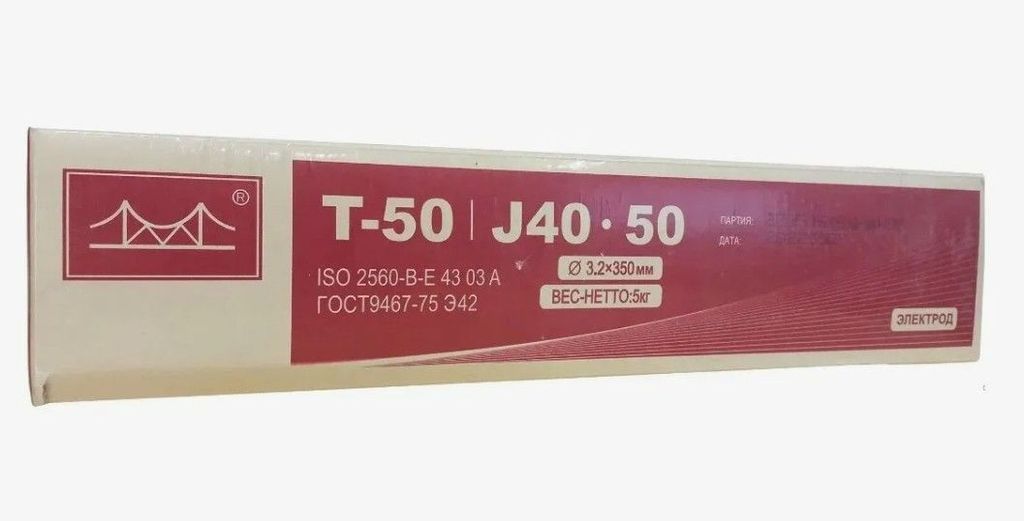 ®
T-50 | J40·50
ISO 2560-B-E 43 03 A
ГОСТ9467-75 Э42
Ø 3.2×350мм
ВЕС-НЕТТО:5кг
ПАРТИЯ:
ДАТА:
ЭЛЕКТРОД